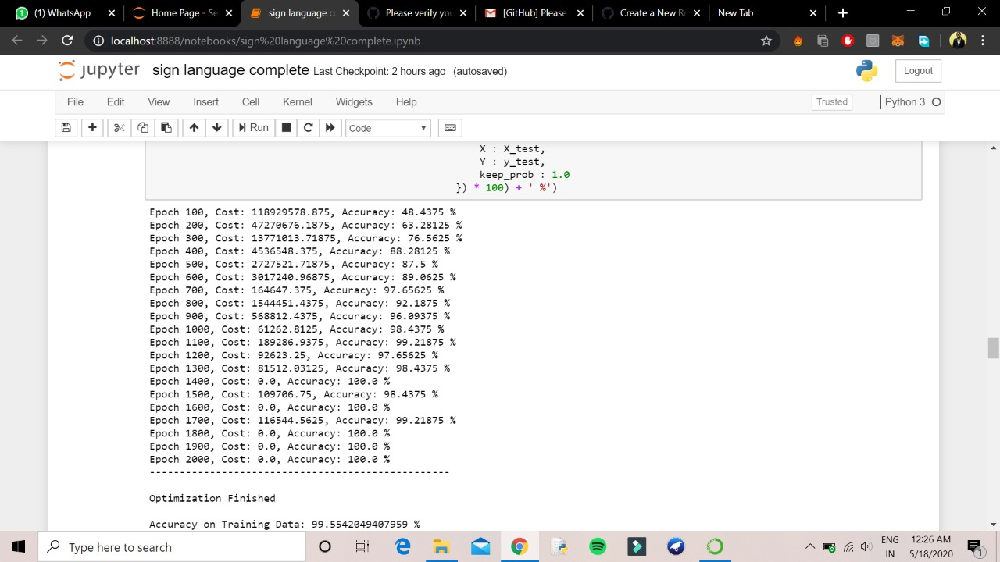 (1) WhatsApp
Home Page - Se
sign language c
Please verify you
[GitHub] Please
Create a New Re
New Tab
localhost:8888/notebooks/sign%20language%20complete.ipynb
jupyter sign language complete Last Checkpoint: 2 hours ago (autosaved)
Logout
File Edit View Insert Cell Kernel Widgets Help
Trusted
Python 3
Run
Code
X : X_test,
Y : y_test,
keep_prob : 1.0
}) * 100) + ' %')
Epoch 100, Cost: 118929578.875, Accuracy: 48.4375 %
Epoch 200, Cost: 47270676.1875, Accuracy: 63.28125 %
Epoch 300, Cost: 13771013.71875, Accuracy: 76.5625 %
Epoch 400, Cost: 4536548.375, Accuracy: 88.28125 %
Epoch 500, Cost: 2727521.71875, Accuracy: 87.5 %
Epoch 600, Cost: 3017240.96875, Accuracy: 89.0625 %
Epoch 700, Cost: 164647.375, Accuracy: 97.65625 %
Epoch 800, Cost: 1544451.4375, Accuracy: 92.1875 %
Epoch 900, Cost: 568812.4375, Accuracy: 96.09375 %
Epoch 1000, Cost: 61262.8125, Accuracy: 98.4375 %
Epoch 1100, Cost: 189286.9375, Accuracy: 99.21875 %
Epoch 1200, Cost: 92623.25, Accuracy: 97.65625 %
Epoch 1300, Cost: 81512.03125, Accuracy: 98.4375 %
Epoch 1400, Cost: 0.0, Accuracy: 100.0 %
Epoch 1500, Cost: 109706.75, Accuracy: 98.4375 %
Epoch 1600, Cost: 0.0, Accuracy: 100.0 %
Epoch 1700, Cost: 116544.5625, Accuracy: 99.21875 %
Epoch 1800, Cost: 0.0, Accuracy: 100.0 %
Epoch 1900, Cost: 0.0, Accuracy: 100.0 %
Epoch 2000, Cost: 0.0, Accuracy: 100.0 %
--------------------------------------------------
Optimization Finished
Accuracy on Training Data: 99.5542049407959 %
Type here to search
ENG
IN
12:26 AM
5/18/2020
1